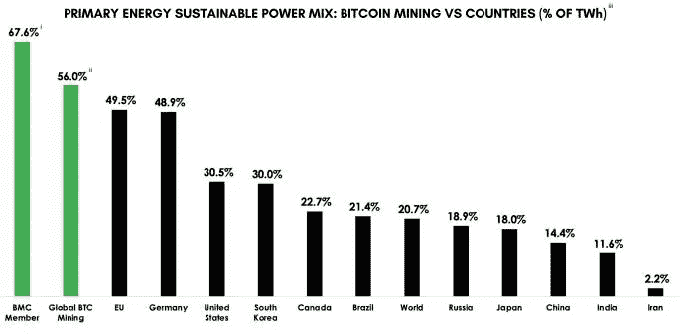 PRIMARY ENERGY SUSTAINABLE POWER MIX: BITCOIN MINING VS COUNTRIES (% OF TWh) iii
67.6% i
56.0% ii
49.5%
48.9%
30.5%
30.0%
22.7%
21.4%
20.7%
18.9%
18.0%
14.4%
11.6%
2.2%
BMC
Member
Global BTC
Mining
EU
Germany
United
States
South
Korea
Canada
Brazil
World
Russia
Japan
China
India
Iran